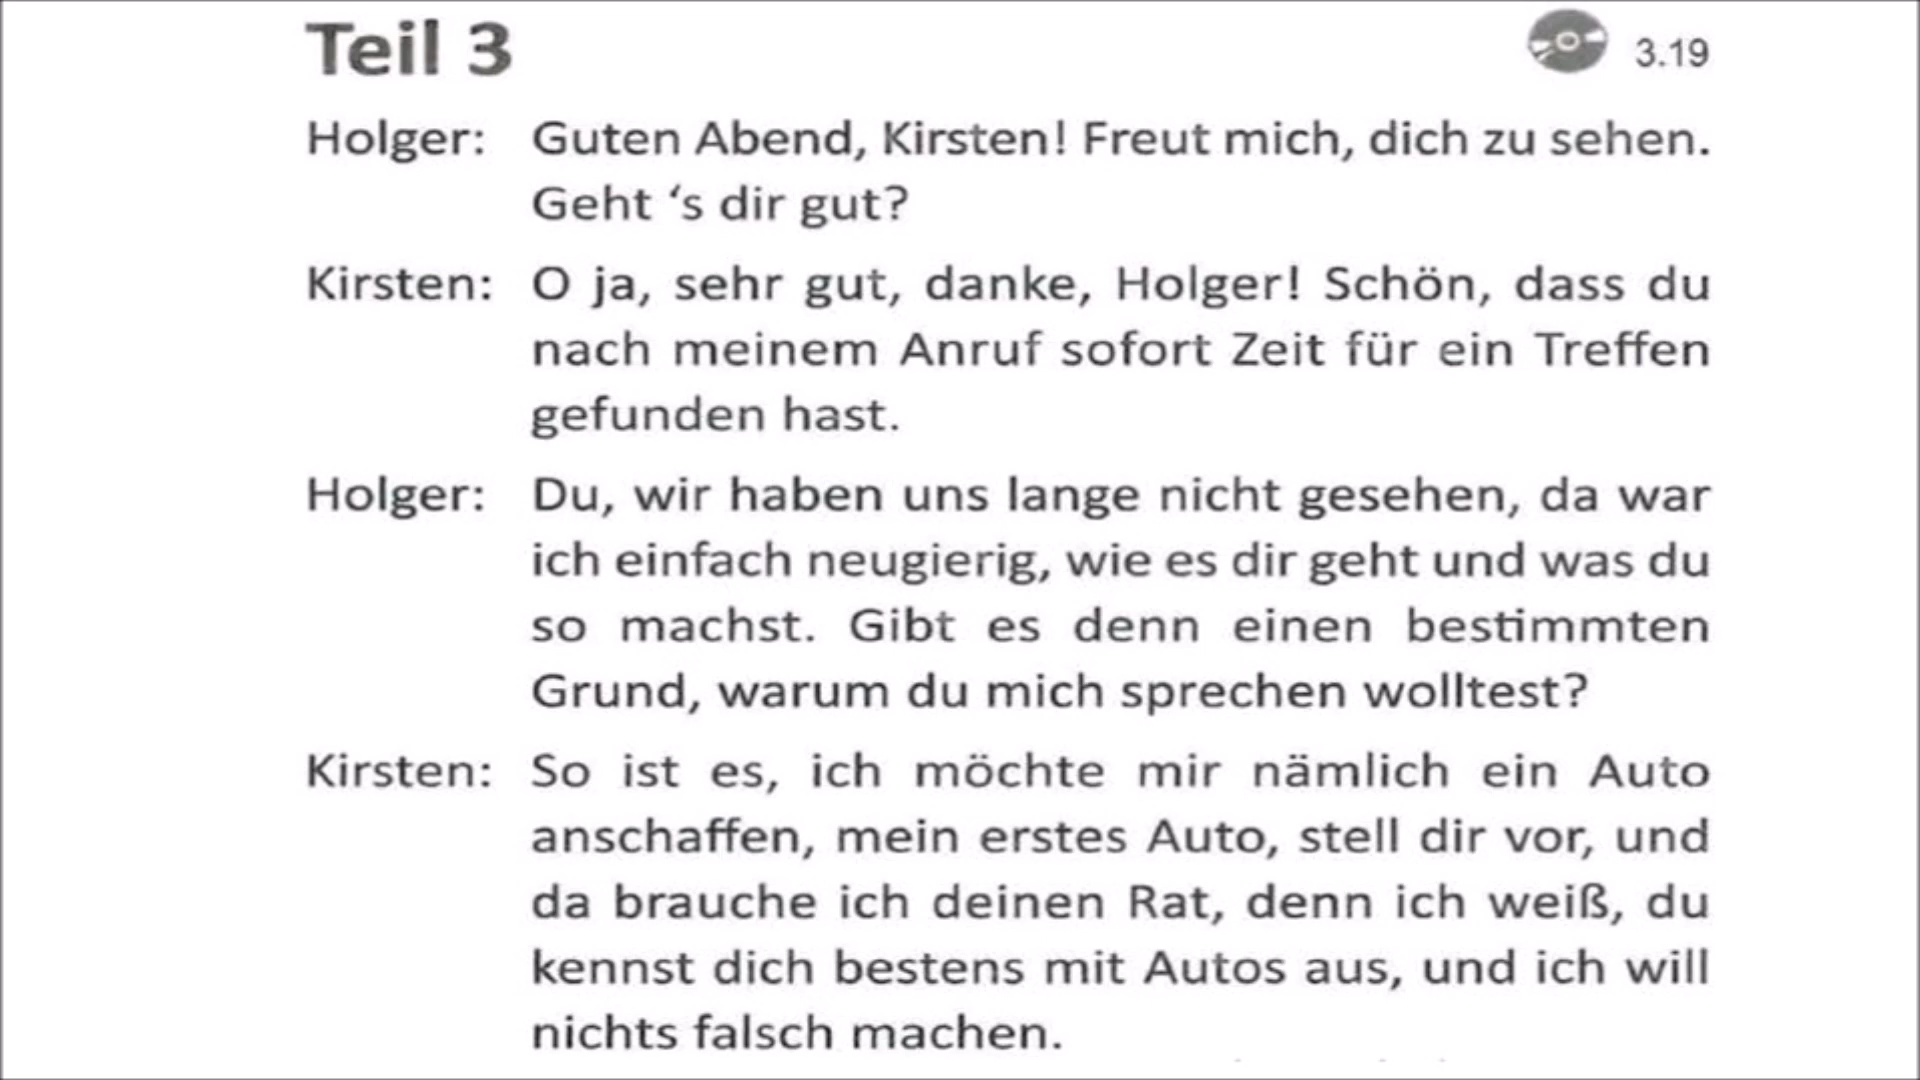 Teil 3
3.19
Holger: Guten Abend, Kirsten! Freut mich, dich zu sehen.
Geht ‘s dir gut?
Kirsten: O ja, sehr gut, danke, Holger! Schön, dass du
nach meinem Anruf sofort Zeit für ein Treffen
gefunden hast.
Holger: Du, wir haben uns lange nicht gesehen, da war
ich einfach neugierig, wie es dir geht und was du
so machst. Gibt es denn einen bestimmten
Grund, warum du mich sprechen wolltest?
Kirsten: So ist es, ich möchte mir nämlich ein Auto
anschaffen, mein erstes Auto, stell dir vor, und
da brauche ich deinen Rat, denn ich weiß, du
kennst dich bestens mit Autos aus, und ich will
nichts falsch machen.